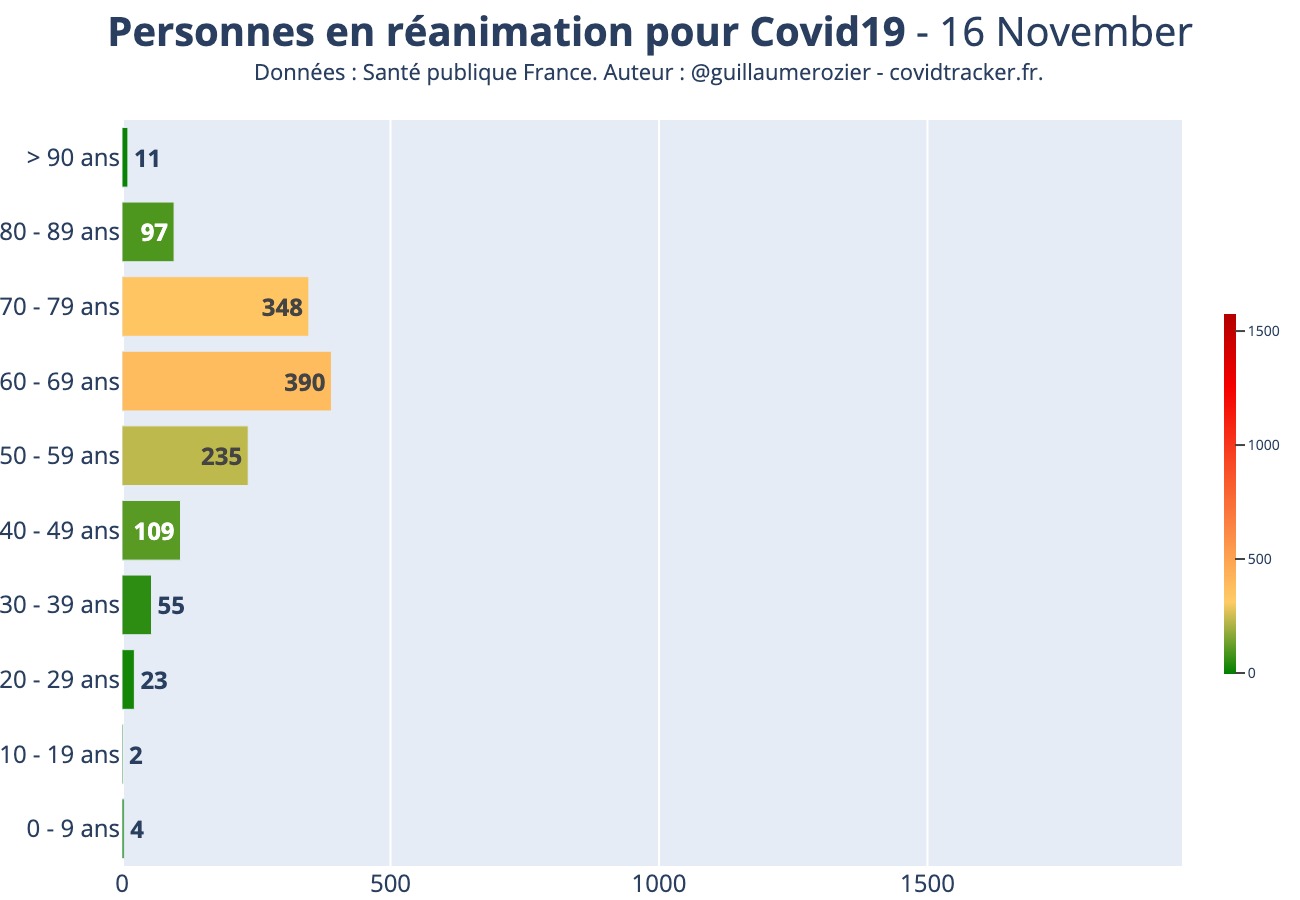 Personnes en réanimation pour Covid19 - 16 November
Données : Santé publique France. Auteur : @guillaumerozier - covidtracker.fr.
> 90 ans 11
80 - 89 ans 97
70 - 79 ans 348
60 - 69 ans 390
50 - 59 ans 235
40 - 49 ans 109
30 - 39 ans 55
20 - 29 ans 23
10 - 19 ans 2
0 - 9 ans 4
0 500 1000 1500
1500
1000
500
0